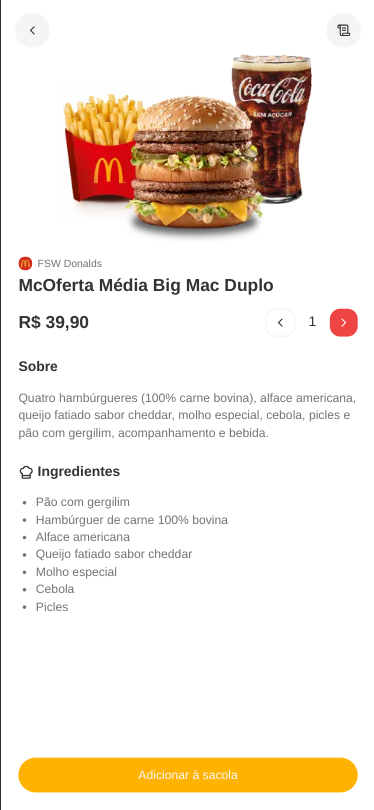 Coca-Cola
SEM AÇÚCAR
FSW Donalds
McOferta Média Big Mac Duplo
R$ 39,90
1
Sobre
Quatro hambúrgueres (100% carne bovina), alface americana,
queijo fatiado sabor cheddar, molho especial, cebola, picles e
pão com gergilim, acompanhamento e bebida.
Ingredientes
Pão com gergilim
Hambúrguer de carne 100% bovina
Alface americana
Queijo fatiado sabor cheddar
Molho especial
Cebola
Picles
Adicionar à sacola